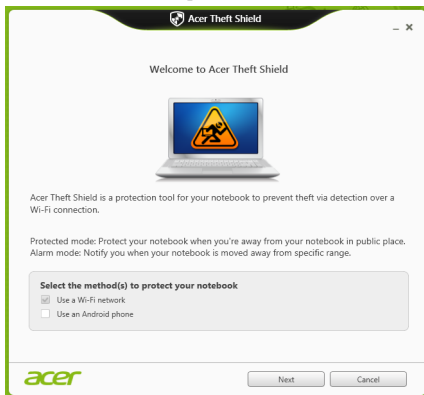 Acer Theft Shield
Welcome to Acer Theft Shield
Acer Theft Shield is a protection tool for your notebook to prevent theft via detection over a
Wi-Fi connection.
Protected mode: Protect your notebook when you're away from your notebook in public place.
Alarm mode: Notify you when your notebook is moved away from specific range.
Select the method(s) to protect your notebook
Use a Wi-Fi network
Use an Android phone
acer
Next
Cancel